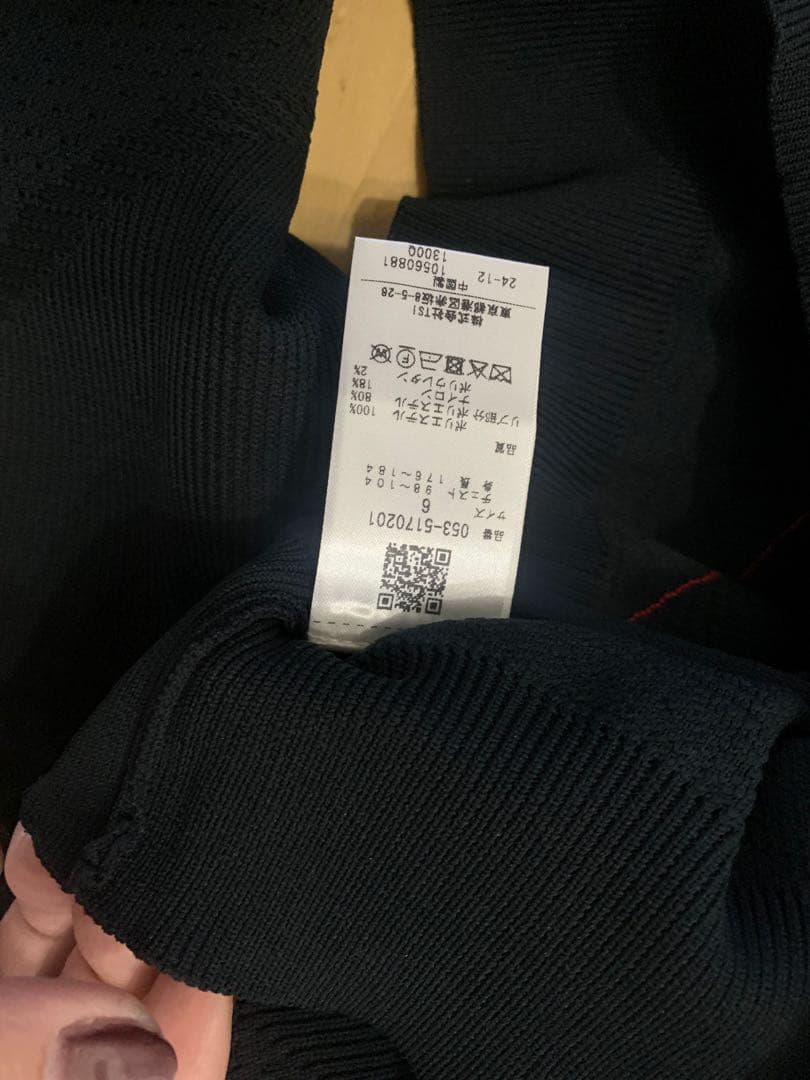 品番 053-5170201
サイズ
6
チェスト 98～104
身長 176～184
品質
ポリエステル 100%
リブ部分 ポリエステル 80%
ナイロン 18%
ポリウレタン 2%
株式会社TSI
東京都港区赤坂8-5-28
中国製
24-12 10560881
1300Q